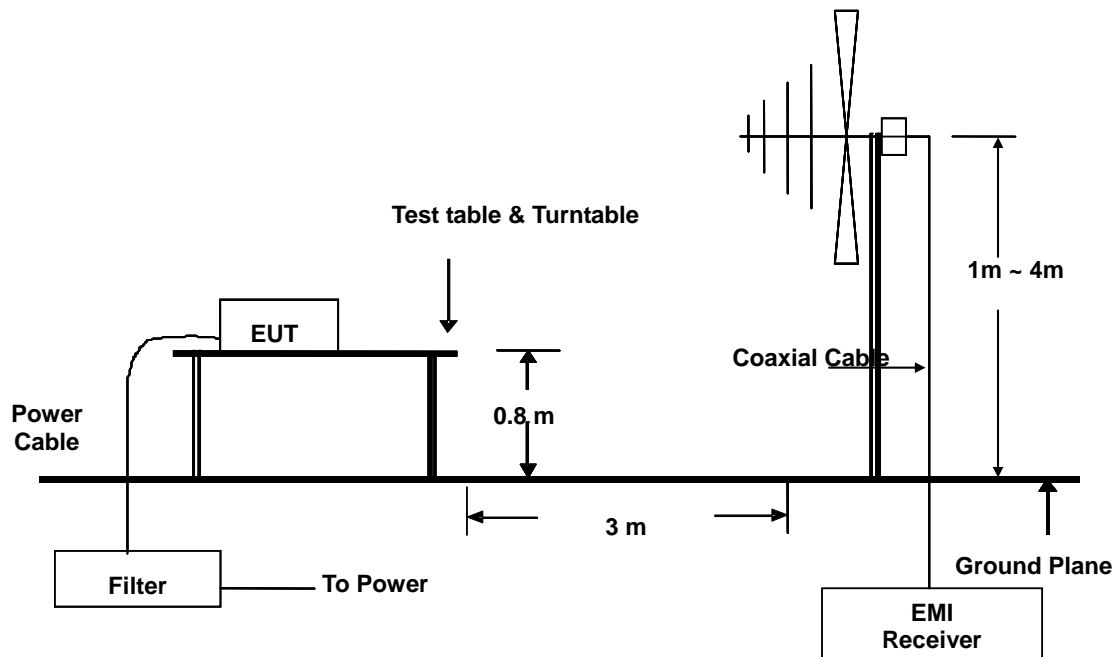 Test table & Turntable
1m ~ 4m
EUT
Coaxial Cable
0.8 m
Power
Cable
3 m
Ground Plane
Filter
To Power
EMI
Receiver